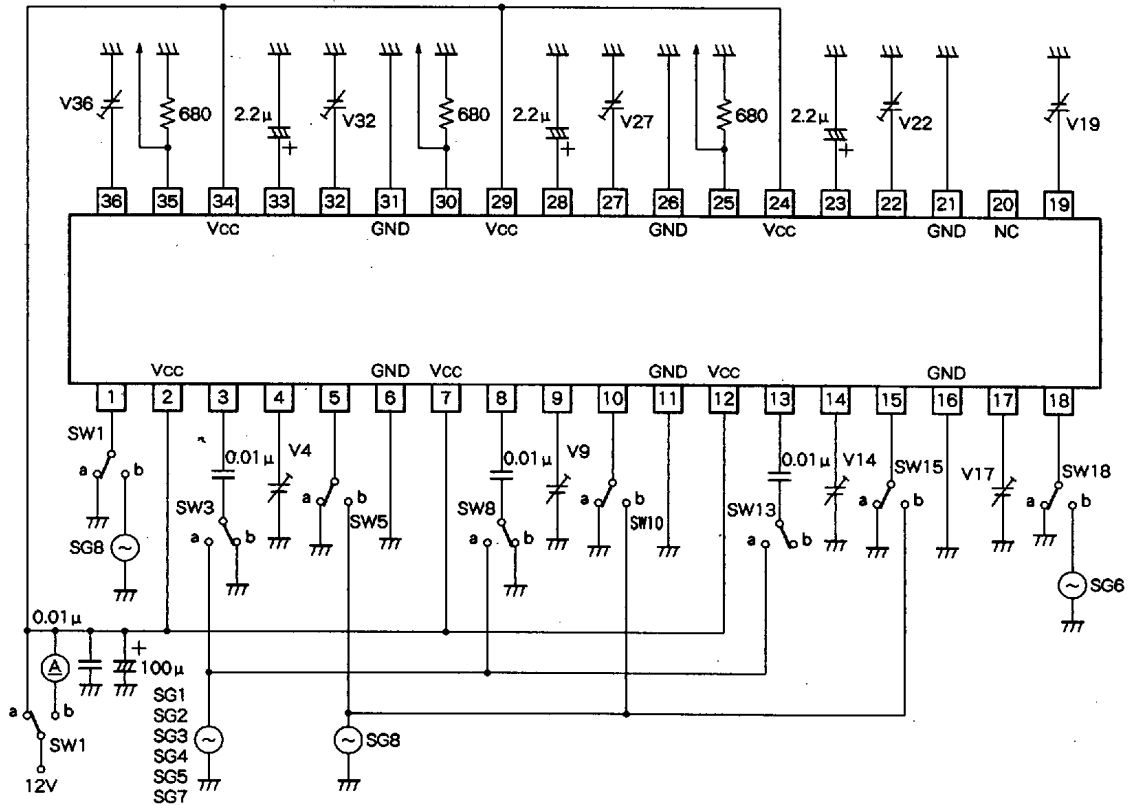 V36
680
2.2μ
+
V32
680
2.2μ
+
V27
680
2.2μ
+
V22
V19
36 35 34 33 32 31 30 29 28 27 26 25 24 23 22 21 20 19
Vcc GND Vcc GND Vcc GND NC
Vcc GND Vcc GND Vcc GND
1 2 3 4 5 6 7 8 9 10 11 12 13 14 15 16 17 18
SW1
a b
SG8
0.01μ
SW3
a b
V4
a b
SW5
0.01μ
SW8
a b
V9
a b
SW10
0.01μ
SW13
a b
V14
SW15
a b
V17
SW18
a b
SG6
0.01μ
A
+
100μ
a b
SW1
12V
SG1
SG2
SG3
SG4
SG5
SG7
SG8